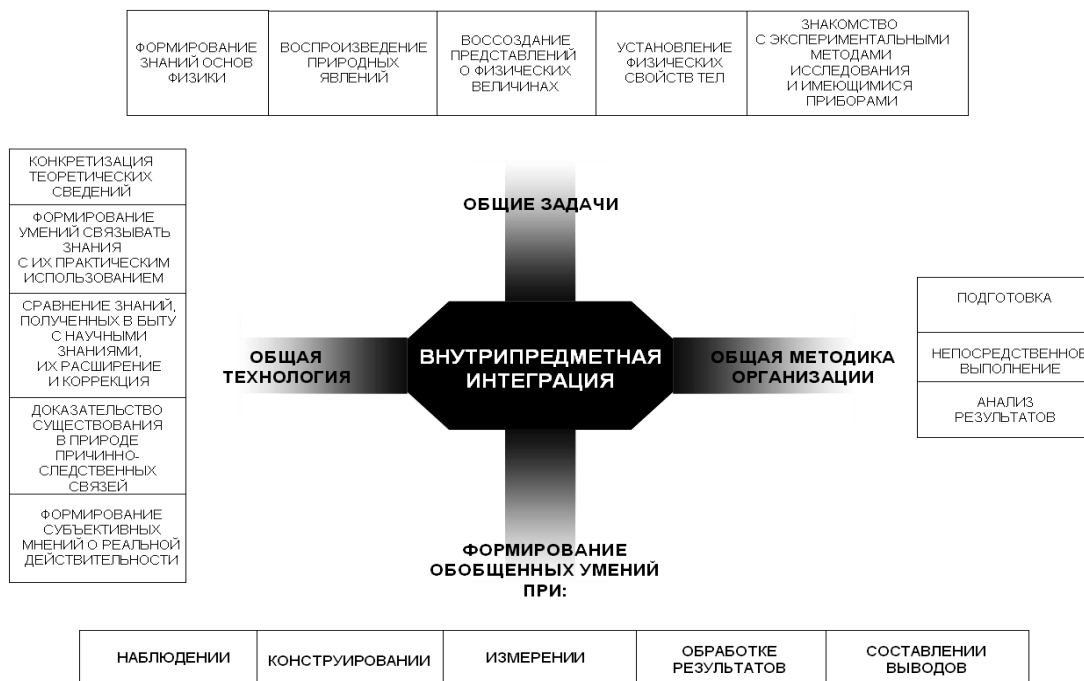 ФОРМИРОВАНИЕ
ЗНАНИЙ ОСНОВ
ФИЗИКИ
ВОСПРОИЗВЕДЕНИЕ
ПРИРОДНЫХ
ЯВЛЕНИЙ
ВОССОЗДАНИЕ
ПРЕДСТАВЛЕНИЙ
О ФИЗИЧЕСКИХ
ВЕЛИЧИНАХ
УСТАНОВЛЕНИЕ
ФИЗИЧЕСКИХ
СВОЙСТВ ТЕЛ
ЗНАКОМСТВО
С ЭКСПЕРИМЕНТАЛЬНЫМИ
МЕТОДАМИ
ИССЛЕДОВАНИЯ
И ИМЕЮЩИМИСЯ
ПРИБОРАМИ
КОНКРЕТИЗАЦИЯ
ТЕОРЕТИЧЕСКИХ
СВЕДЕНИЙ
ФОРМИРОВАНИЕ
УМЕНИЙ СВЯЗЫВАТЬ
ЗНАНИЯ
С ИХ ПРАКТИЧЕСКИМ
ИСПОЛЬЗОВАНИЕМ
СРАВНЕНИЕ ЗНАНИЙ,
ПОЛУЧЕННЫХ В БЫТУ
С НАУЧНЫМИ
ЗНАНИЯМИ,
ИХ РАСШИРЕНИЕ
И КОРРЕКЦИЯ
ДОКАЗАТЕЛЬСТВО
СУЩЕСТВОВАНИЯ
В ПРИРОДЕ
ПРИЧИННО-
СЛЕДСТВЕННЫХ
СВЯЗЕЙ
ФОРМИРОВАНИЕ
СУБЪЕКТИВНЫХ
МНЕНИЙ О РЕАЛЬНОЙ
ДЕЙСТВИТЕЛЬНОСТИ
ОБЩИЕ ЗАДАЧИ
ОБЩАЯ
ТЕХНОЛОГИЯ
ВНУТРИПРЕДМЕТНАЯ
ИНТЕГРАЦИЯ
ОБЩАЯ МЕТОДИКА
ОРГАНИЗАЦИИ
ПОДГОТОВКА
НЕПОСРЕДСТВЕННОЕ
ВЫПОЛНЕНИЕ
АНАЛИЗ
РЕЗУЛЬТАТОВ
ФОРМИРОВАНИЕ
ОБОБЩЕННЫХ УМЕНИЙ
ПРИ:
НАБЛЮДЕНИИ
КОНСТРУИРОВАНИИ
ИЗМЕРЕНИИ
ОБРАБОТКЕ
РЕЗУЛЬТАТОВ
СОСТАВЛЕНИИ
ВЫВОДОВ